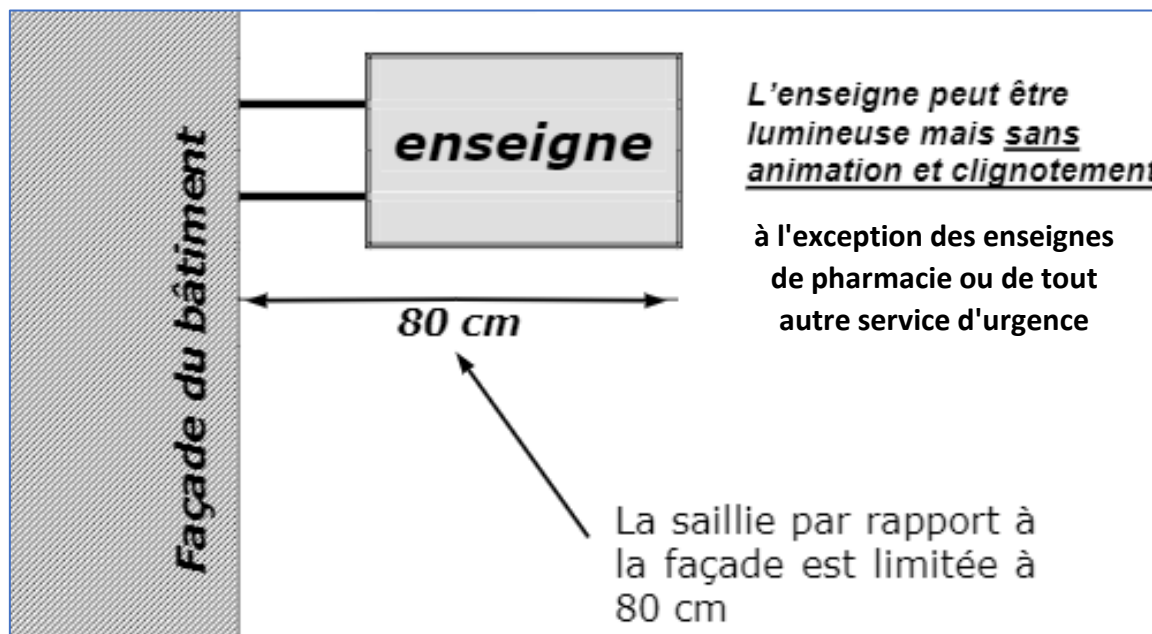 Façade du bâtiment
enseigne
80 cm
L'enseigne peut être
lumineuse mais sans
animation et clignotement
à l'exception des enseignes
de pharmacie ou de tout
autre service d'urgence
La saillie par rapport à
la façade est limitée à
80 cm